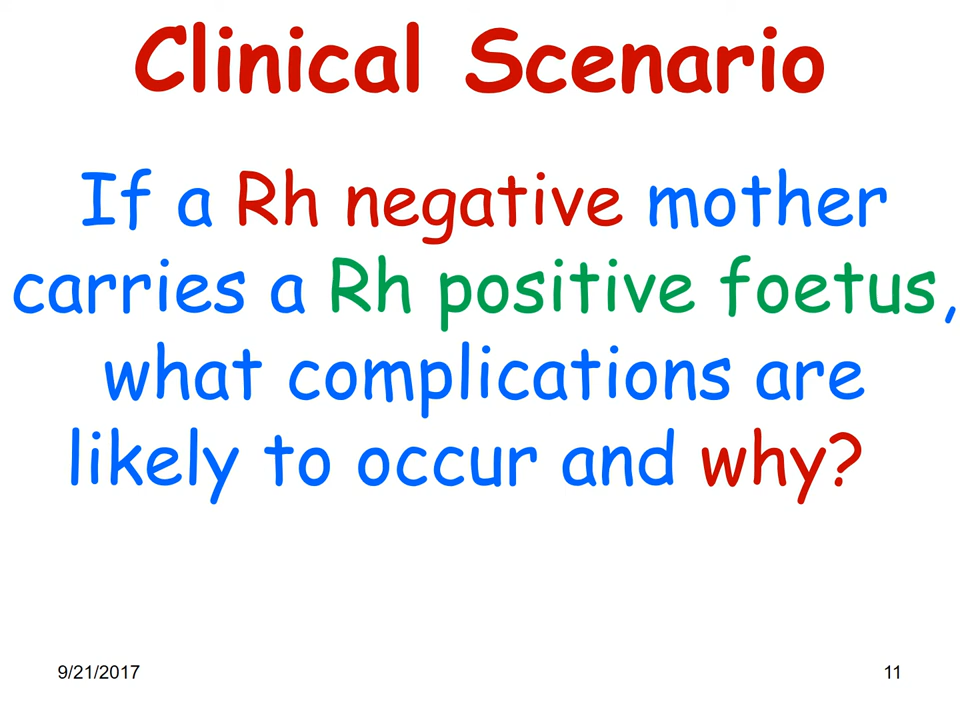 Clinical Scenario
If a Rh negative mother
carries a Rh positive foetus,
what complications are
likely to occur and why?
9/21/2017
11